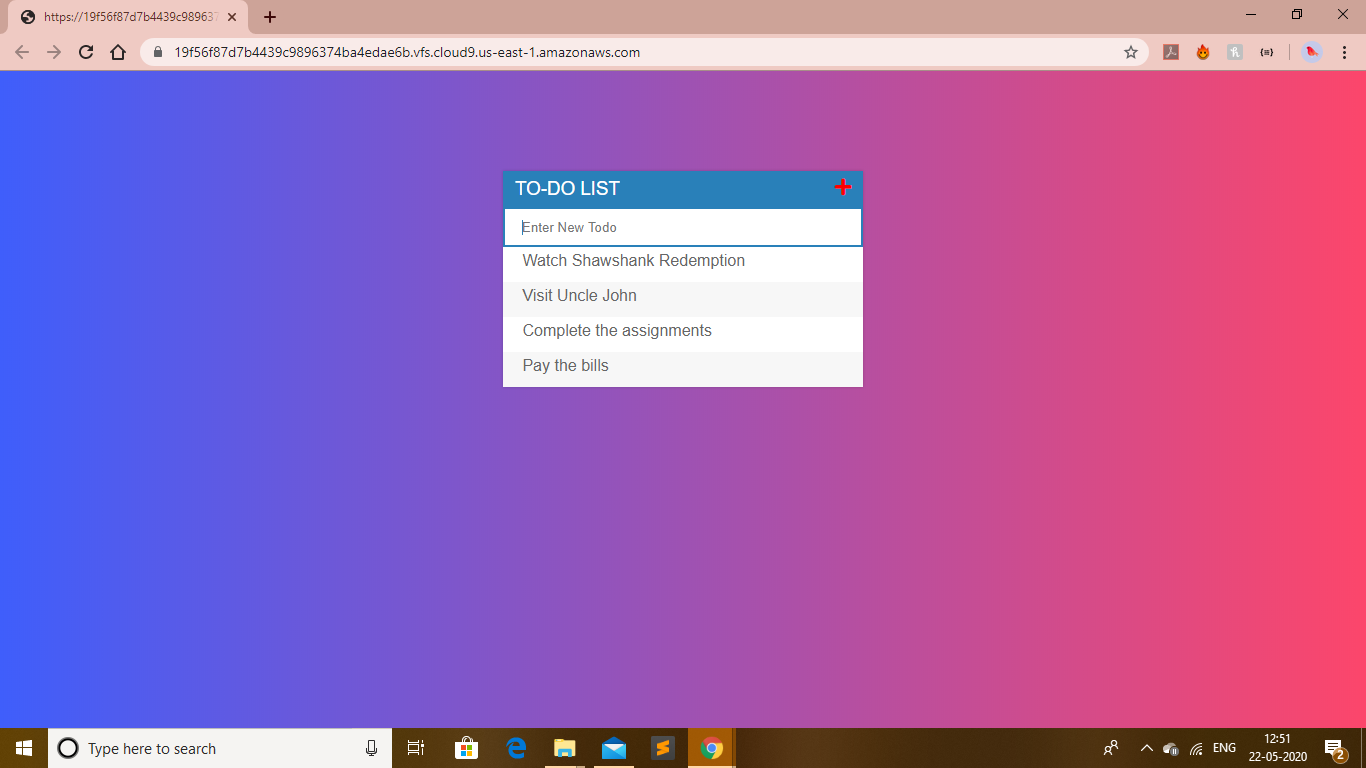 https://19f56f87d7b4439c989637
19f56f87d7b4439c9896374ba4edae6b.vfs.cloud9.us-east-1.amazonaws.com
TO-DO LIST
Enter New Todo
Watch Shawshank Redemption
Visit Uncle John
Complete the assignments
Pay the bills
Type here to search
ENG
12:51
22-05-2020
2